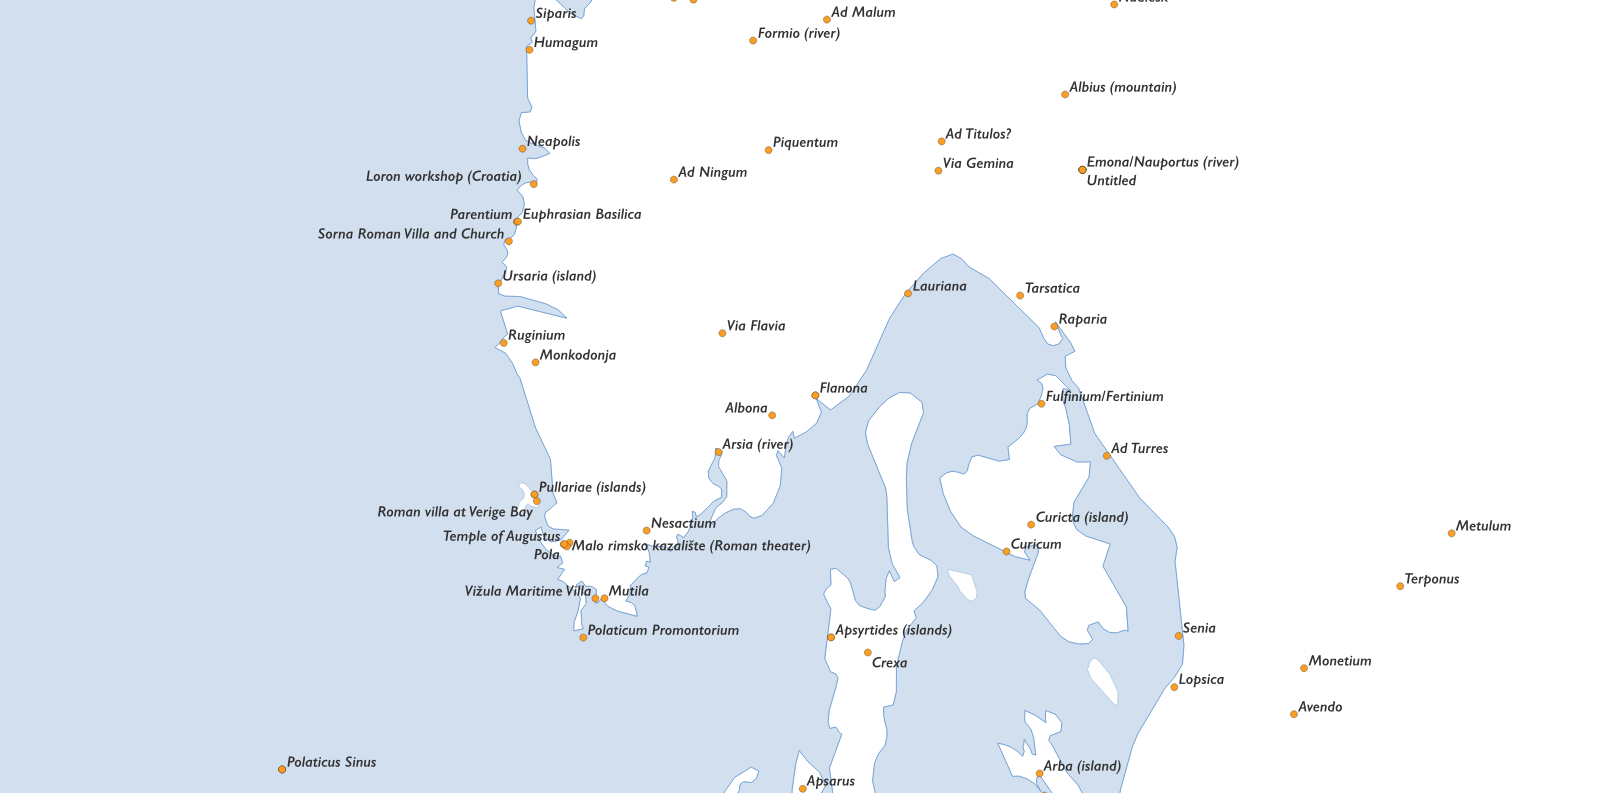 Siparis
Ad Malum
Formio (river)
Humagum
Albius (mountain)
Ad Titulos?
Neapolis
Piquentum
Via Gemina
Emona/Nauportus (river)
Untitled
Ad Ningum
Loron workshop (Croatia)
Parentium
Euphrasian Basilica
Sorna Roman Villa and Church
Ursaria (island)
Lauriana
Tarsatica
Raparia
Via Flavia
Ruginium
Monkodonja
Flanona
Fulfinium/Fertinium
Albona
Arsia (river)
Ad Turres
Pullariae (islands)
Roman villa at Verige Bay
Curicta (island)
Nesactium
Metulum
Temple of Augustus
Malo rimsko kazalište (Roman theater)
Pola
Curicum
Terponus
Vižula Maritime Villa
Mutila
Polaticum Promontorium
Apsyrtides (islands)
Senia
Crexa
Monetium
Lopsica
Avendo
Polaticus Sinus
Arba (island)
Apsarus